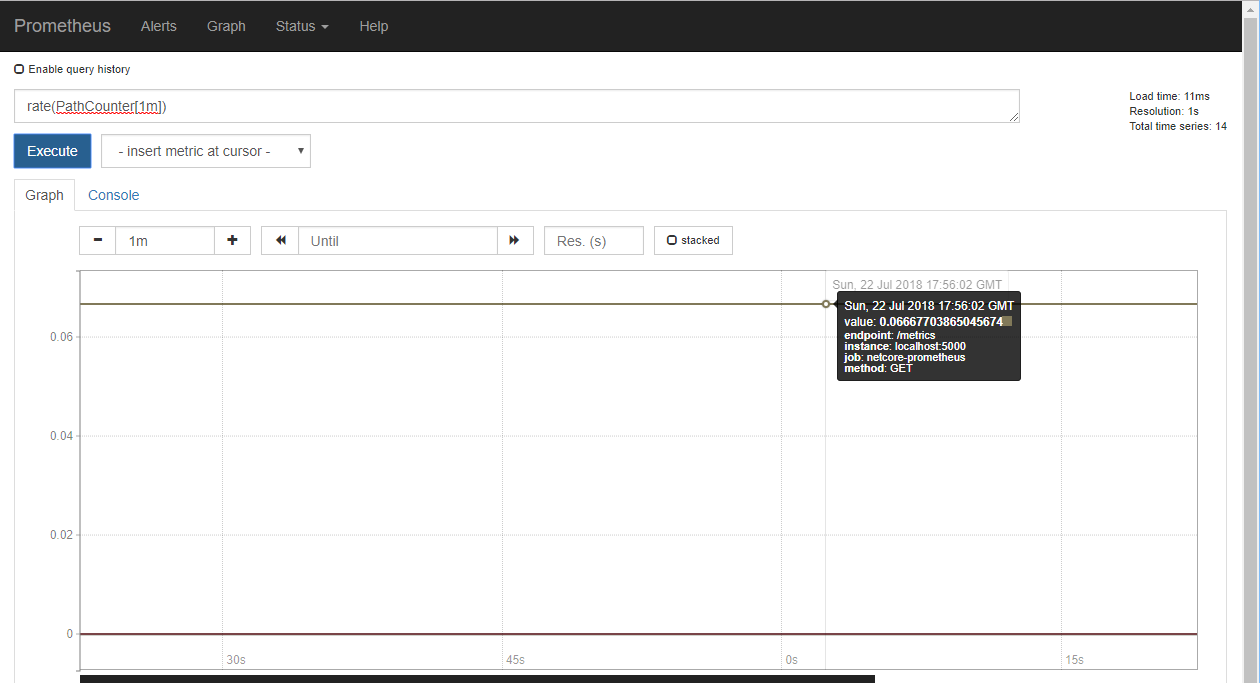 Prometheus Alerts Graph Status Help
Enable query history
rate(PathCounter[1m])
Load time: 11ms
Resolution: 1s
Total time series: 14
Execute - insert metric at cursor -
Graph Console
1m Until Res. (s) stacked
Sun, 22 Jul 2018 17:56:02 GMT
Sun, 22 Jul 2018 17:56:02 GMT
value: 0.06667703865045674
endpoint: /metrics
instance: localhost:5000
job: netcore-prometheus
method: GET
0.06
0.04
0.02
0
30s 45s 0s 15s